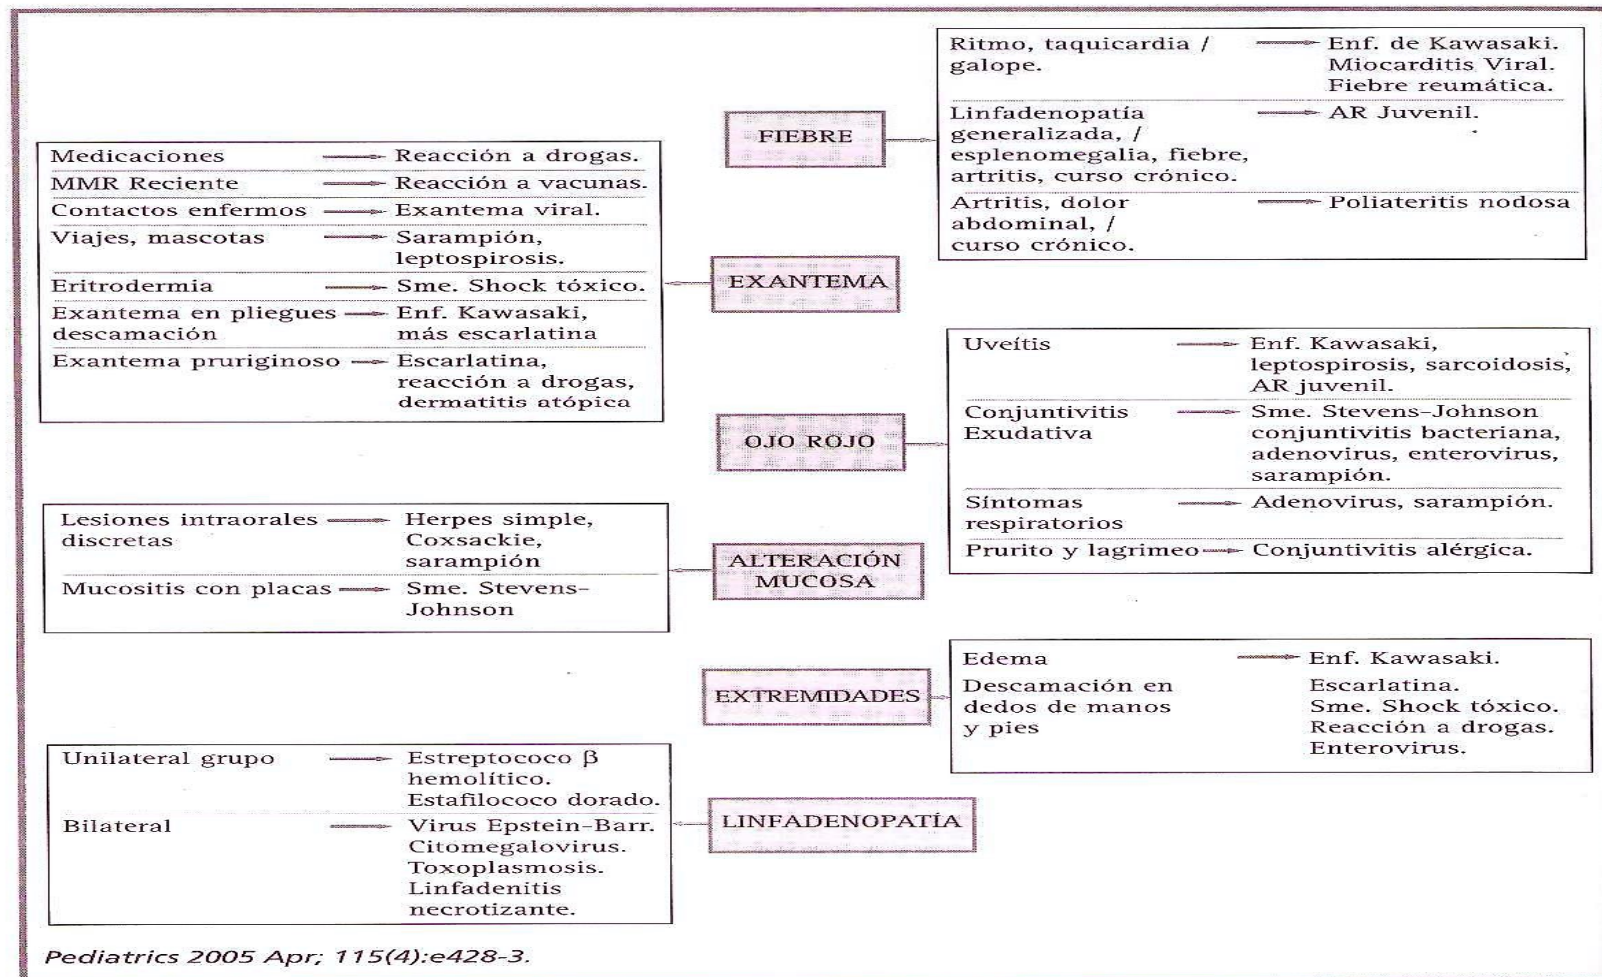 FIEBRE
Ritmo, taquicardia / Enf. de Kawasaki.
galope. Miocarditis Viral.
Fiebre reumática.
Linfadenopatía AR Juvenil.
generalizada, /
esplenomegalia, fiebre,
artritis, curso crónico.
Artritis, dolor Poliateritis nodosa
abdominal, /
curso crónico.
EXANTEMA
Medicaciones Reacción a drogas.
MMR Reciente Reacción a vacunas.
Contactos enfermos Exantema viral.
Viajes, mascotas Sarampión,
leptospirosis.
Eritrodermia Sme. Shock tóxico.
Exantema en pliegues Enf. Kawasaki,
descamación más escarlatina
Exantema pruriginoso Escarlatina,
reacción a drogas,
dermatitis atópica
OJO ROJO
Uveítis Enf. Kawasaki,
leptospirosis, sarcoidosis,
AR juvenil.
Conjuntivitis Sme. Stevens-Johnson
Exudativa conjuntivitis bacteriana,
adenovirus, enterovirus,
sarampión.
Síntomas Adenovirus, sarampión.
respiratorios
Prurito y lagrimeo Conjuntivitis alérgica.
ALTERACIÓN
MUCOSA
Lesiones intraorales Herpes simple,
discretas Coxsackie,
sarampión
Mucositis con placas Sme. Stevens-
Johnson
EXTREMIDADES
Edema Enf. Kawasaki.
Descamación en Escarlatina.
dedos de manos Sme. Shock tóxico.
y pies Reacción a drogas.
Enterovirus.
LINFADENOPATÍA
Unilateral grupo Estreptococo β
hemolítico.
Estafilococo dorado.
Bilateral Virus Epstein-Barr.
Citomegalovirus.
Toxoplasmosis.
Linfadenitis
necrotizante.
Pediatrics 2005 Apr; 115(4):e428-3.